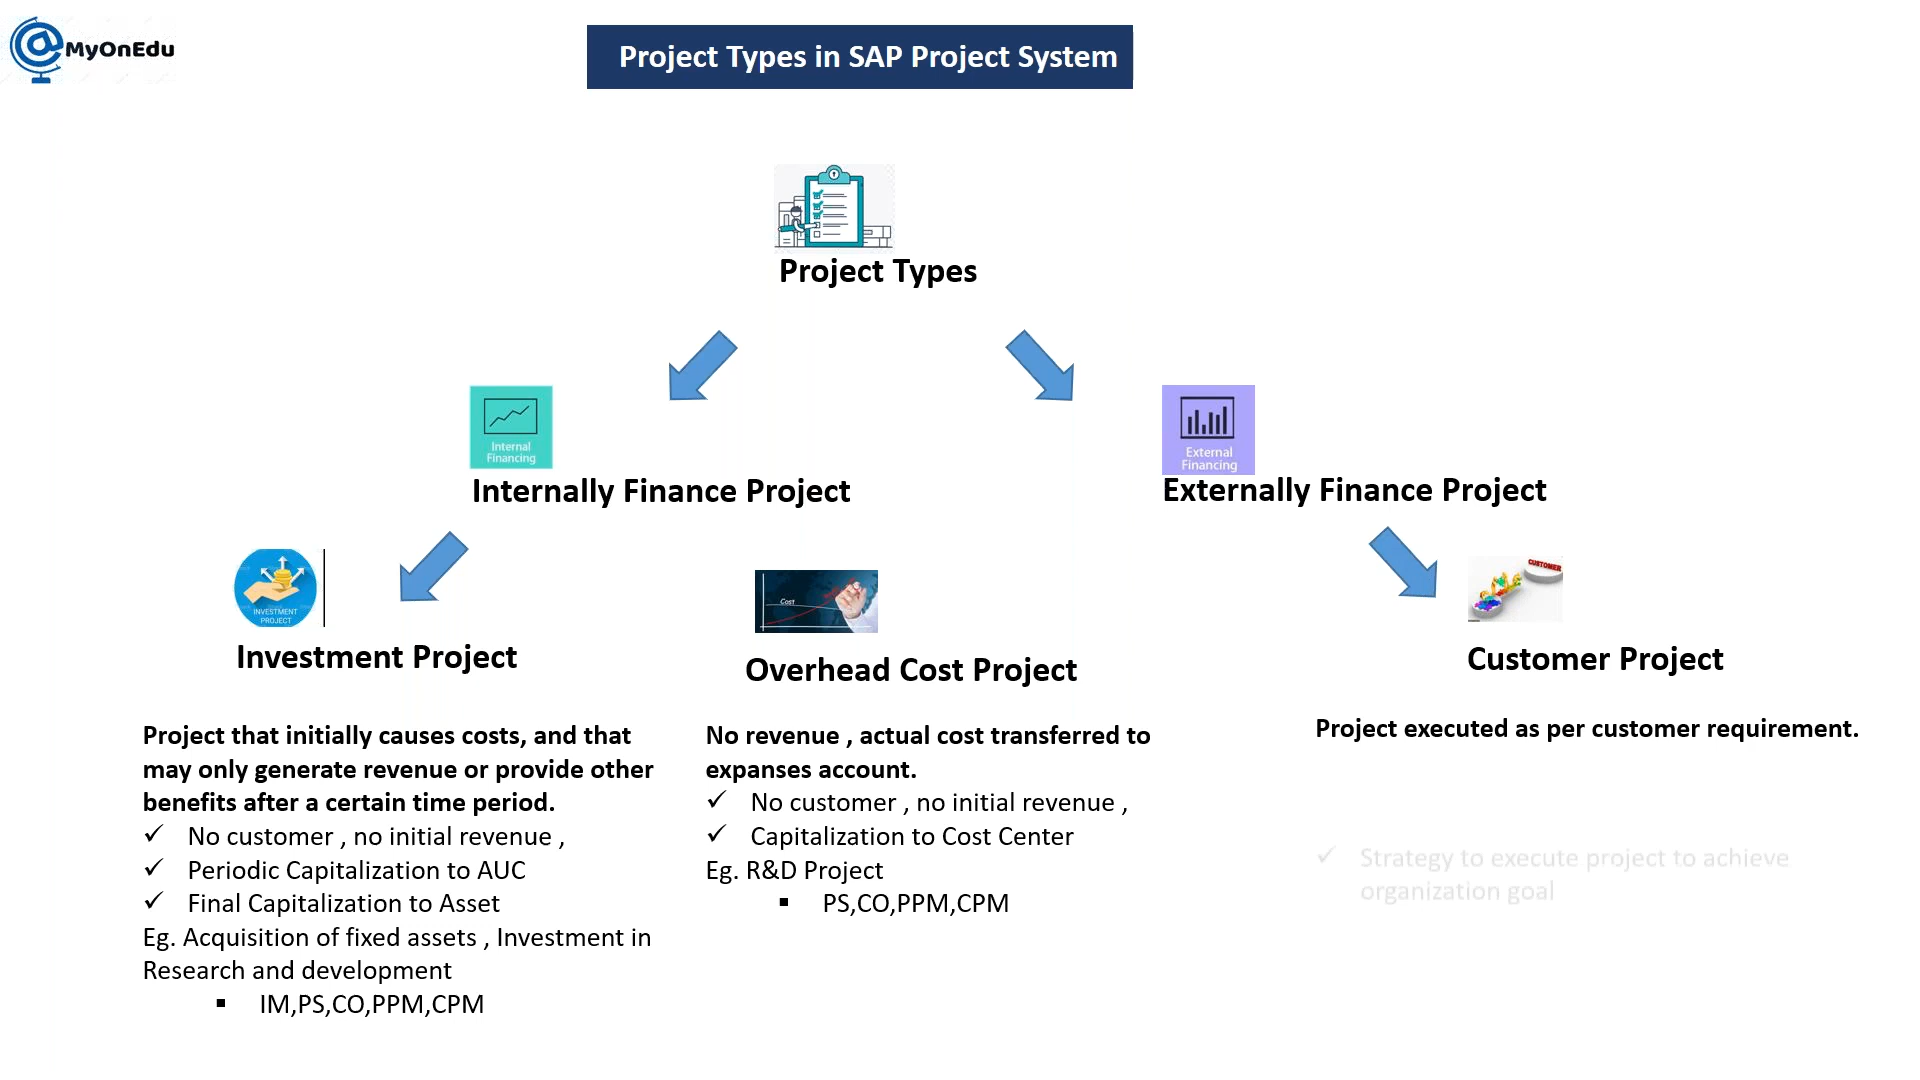 @MyOnEdu
Project Types in SAP Project System
Project Types
Internal
Financing
Internally Finance Project
External
Financing
Externally Finance Project
INVESTMENT
PROJECT
Investment Project
Cost
Overhead Cost Project
CUSTOMER
Customer Project
Project that initially causes costs, and that
may only generate revenue or provide other
benefits after a certain time period.
✓ No customer , no initial revenue ,
✓ Periodic Capitalization to AUC
✓ Final Capitalization to Asset
Eg. Acquisition of fixed assets , Investment in
Research and development
▪ IM,PS,CO,PPM,CPM
No revenue , actual cost transferred to
expanses account.
✓ No customer , no initial revenue ,
✓ Capitalization to Cost Center
Eg. R&D Project
▪ PS,CO,PPM,CPM
Project executed as per customer requirement.
✓ Strategy to execute project to achieve
organization goal